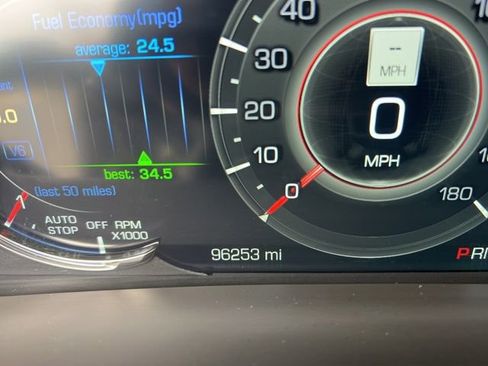 Fuel Economy(mpg)
average: 24.5
best: 34.5
(last 50 miles)
V6
AUTO STOP
OFF
RPM X1000
40
30
20
10
0
--
MPH
0
MPH
180
96253 mi